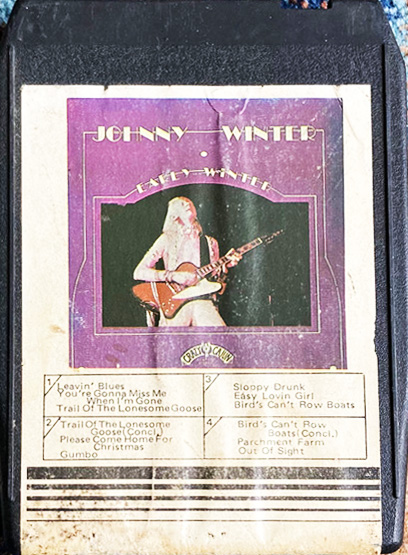 JOHNNY WINTER
EARLY WINTER
CRAZY CAJUN
1 Leavin' Blues
You're Gonna Miss Me
When I'm Gone
Trail Of The Lonesome Goose
2 Trail Of The Lonesome
Goose(Concl.)
Please Come Home For
Christmas
Gumbo
3 Sloppy Drunk
Easy Lovin Girl
Bird's Can't Row Boats
4 Bird's Can't Row
Boats(Concl.)
Parchment Farm
Out Of Sight